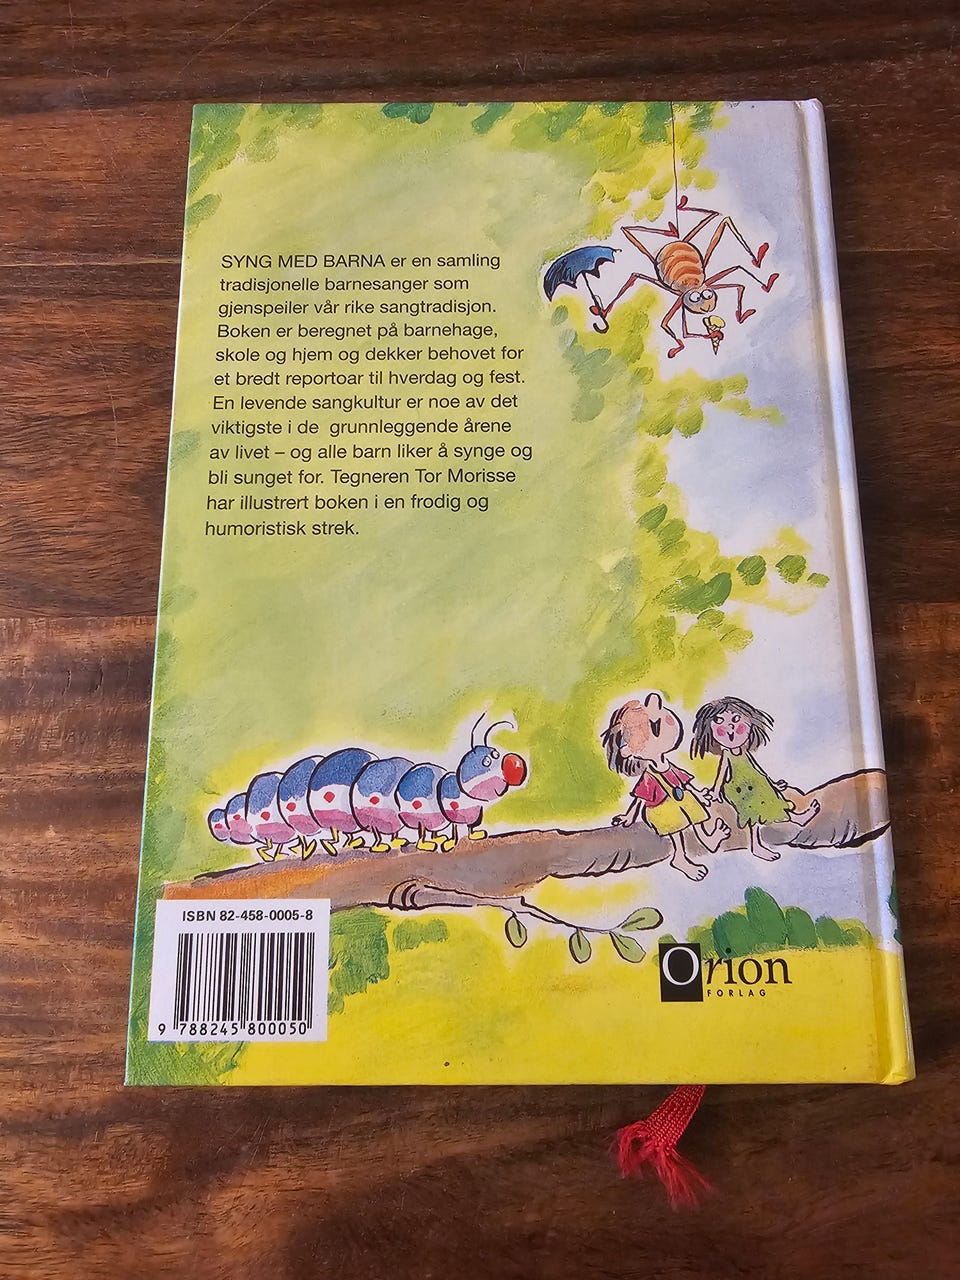 SYNG MED BARNA er en samling
tradisjonelle barnesanger som
gjenspeiler vår rike sangtradisjon.
Boken er beregnet på barnehage,
skole og hjem og dekker behovet for
et bredt reportoar til hverdag og fest.
En levende sangkultur er noe av det
viktigste i de grunnleggende årene
av livet – og alle barn liker å synge og
bli sunget for. Tegneren Tor Morisse
har illustrert boken i en frodig og
humoristisk strek.
ISBN 82-458-0005-8
9 788245 800050
Orion
FORLAG